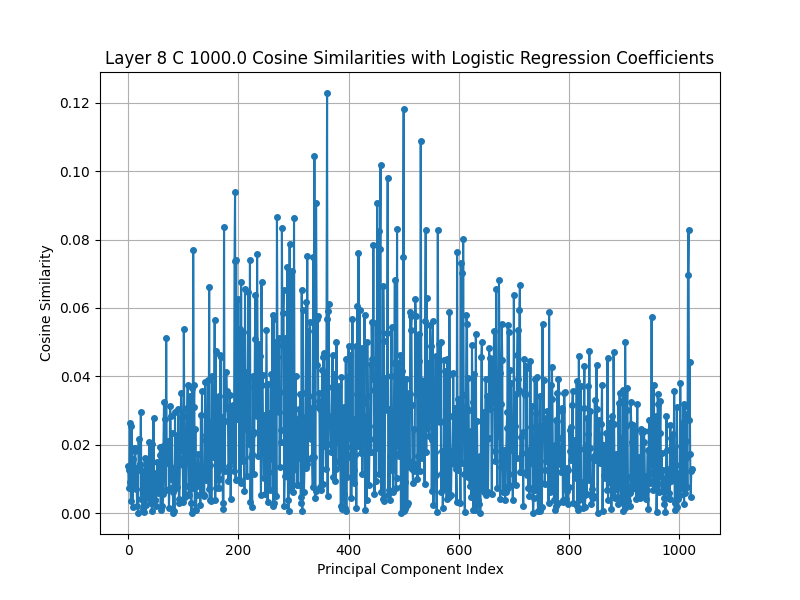 Layer 8 C 1000.0 Cosine Similarities with Logistic Regression Coefficients
0.12
0.10
0.08
0.06
0.04
0.02
0.00
Cosine Similarity
0 200 400 600 800 1000
Principal Component Index